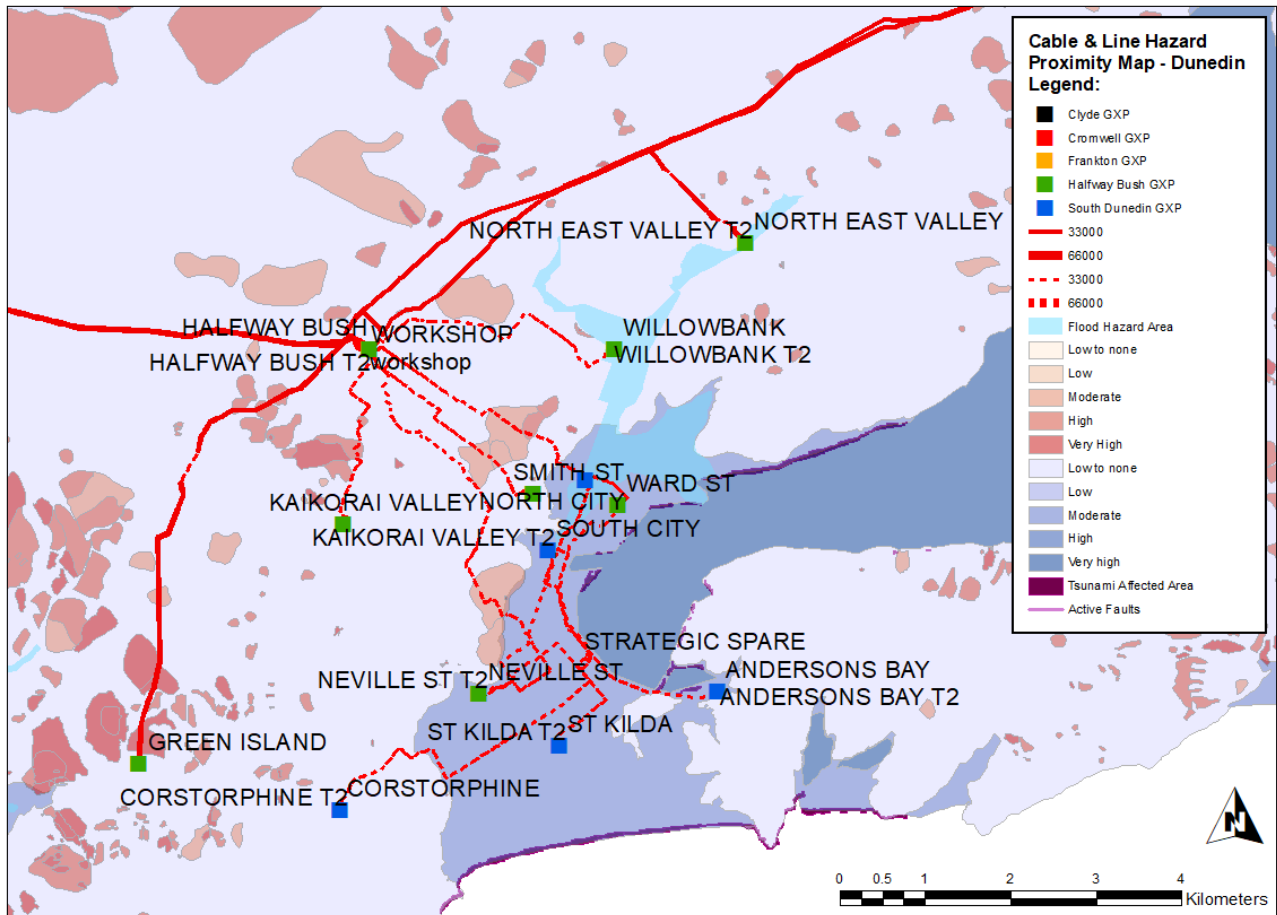 Cable & Line Hazard
Proximity Map - Dunedin
Legend:
Clyde GXP
Cromwell GXP
Frankton GXP
Halfway Bush GXP
South Dunedin GXP
33000
66000
33000
66000
Flood Hazard Area
Low to none
Low
Moderate
High
Very High
Low to none
Low
Moderate
High
Very high
Tsunami Affected Area
Active Faults
NORTH EAST VALLEY T2 NORTH EAST VALLEY
HALFWAY BUSH WORKSHOP
HALFWAY BUSH T2 workshop
WILLOWBANK
WILLOWBANK T2
SMITH ST
WARD ST
KAIKORAI VALLEY NORTH CITY
KAIKORAI VALLEY T2 SOUTH CITY
STRATEGIC SPARE
NEVILLE ST T2 NEVILLE ST
ANDERSONS BAY
ANDERSONS BAY T2
ST KILDA T2 ST KILDA
GREEN ISLAND
CORSTORPHINE T2 CORSTORPHINE
N
0 0.5 1 2 3 4
Kilometers